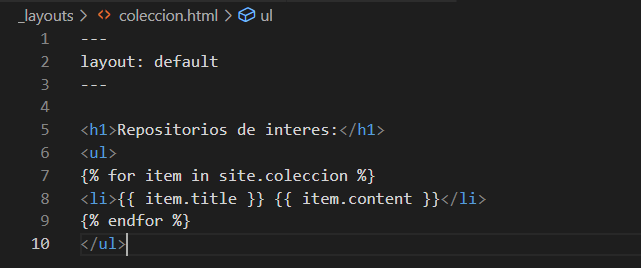 _layouts > <> coleccion.html > ul
1 ---
2 layout: default
3 ---
4
5 <h1>Repositorios de interes:</h1>
6 <ul>
7 {% for item in site.coleccion %}
8 <li>{{ item.title }} {{ item.content }}</li>
9 {% endfor %}
10 </ul>